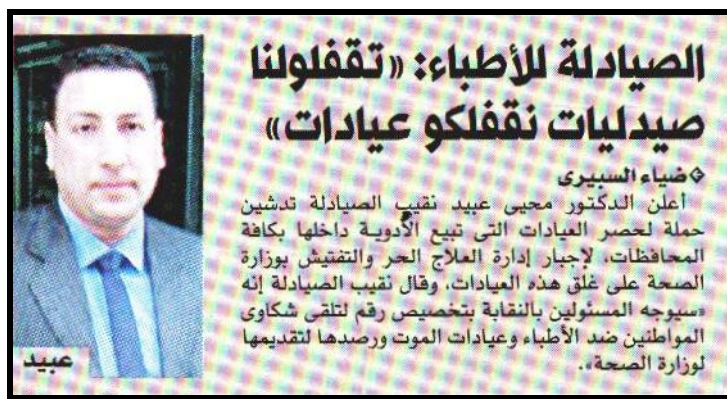 الصيادلة للأطباء: «تقفلولنا
صيدليات نقفلكو عيادات»
ضياء السبيرى
أعلن الدكتور محيى عبيد نقيب الصيادلة تدشين
حملة لحصر العيادات التى تبيع الأدوية داخلها بكافة
المحافظات، لإجبار إدارة العلاج الحر والتفتيش بوزارة
الصحة على غلق هذه العيادات، وقال نقيب الصيادلة إنه
«سيوجه المسئولين بالنقابة بتخصيص رقم لتلقى شكاوى
المواطنين ضد الأطباء وعيادات الموت ورصدها لتقديمها
لوزارة الصحة».
عبيد